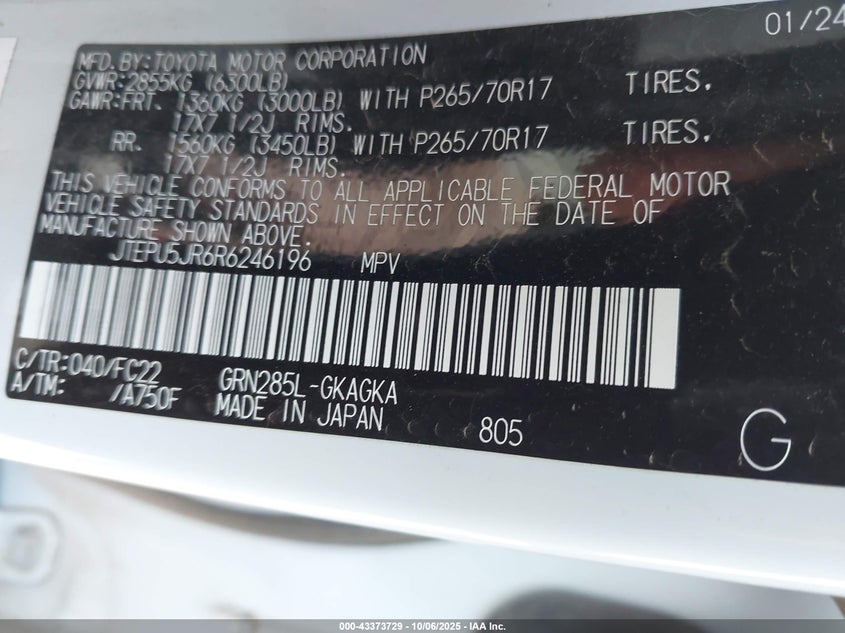 01/24
MFD. BY: TOYOTA MOTOR CORPORATION
GVWR: 2855KG (6300LB)
GAWR: FRT. 1360KG (3000LB) WITH P265/70R17 TIRES,
17X7 1/2J RIMS.
RR. 1560KG (3450LB) WITH P265/70R17 TIRES,
17X7 1/2J RIMS.
THIS VEHICLE CONFORMS TO ALL APPLICABLE FEDERAL MOTOR
VEHICLE SAFETY STANDARDS IN EFFECT ON THE DATE OF
MANUFACTURE SHOWN ABOVE.
JTEPU5JR6R6246196 MPV
C/TR: 040/FC22 GRN285L-GKAGKA
A/TM: /A750F MADE IN JAPAN 805 G
000-43373729 - 10/06/2025 - IAA Inc.